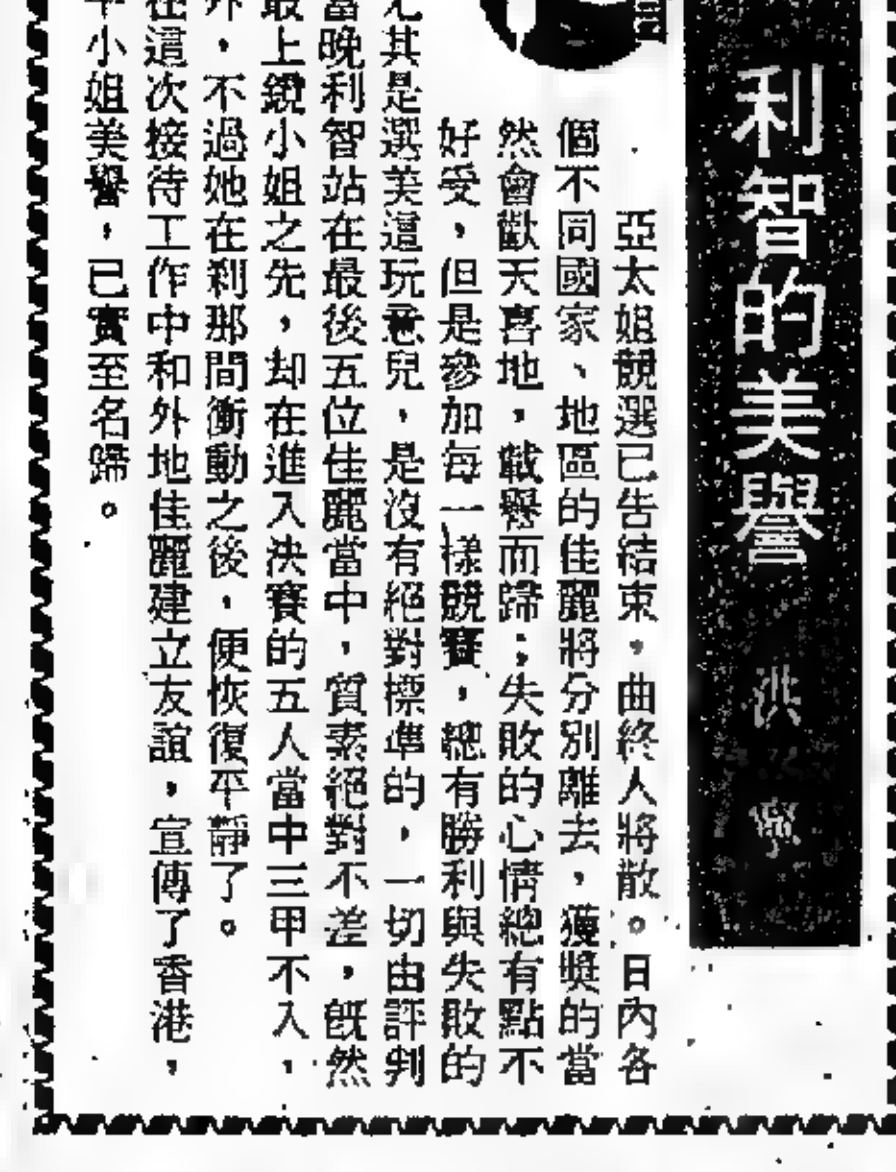 利智的美譽
洪 寧
亞太姐競選已告結束，曲終人將散。日內各
個不同國家、地區的佳麗將分別離去，獲獎的當
然會歡天喜地，載譽而歸；失敗的心情總有點不
好受，但是參加每一樣競賽，總有勝利與失敗的
尤其是選美這玩意兒，是沒有絕對標準的，一切由評判
當晚利智站在最後五位佳麗當中，質素絕對不差，既然
最上鏡小姐之先，却在進入決賽的五人當中三甲不入，
外，不過她在剎那間衝動之後，便恢復平靜了。
在這次接待工作中和外地佳麗建立友誼，宣傳了香港，
小姐美譽，已實至名歸。